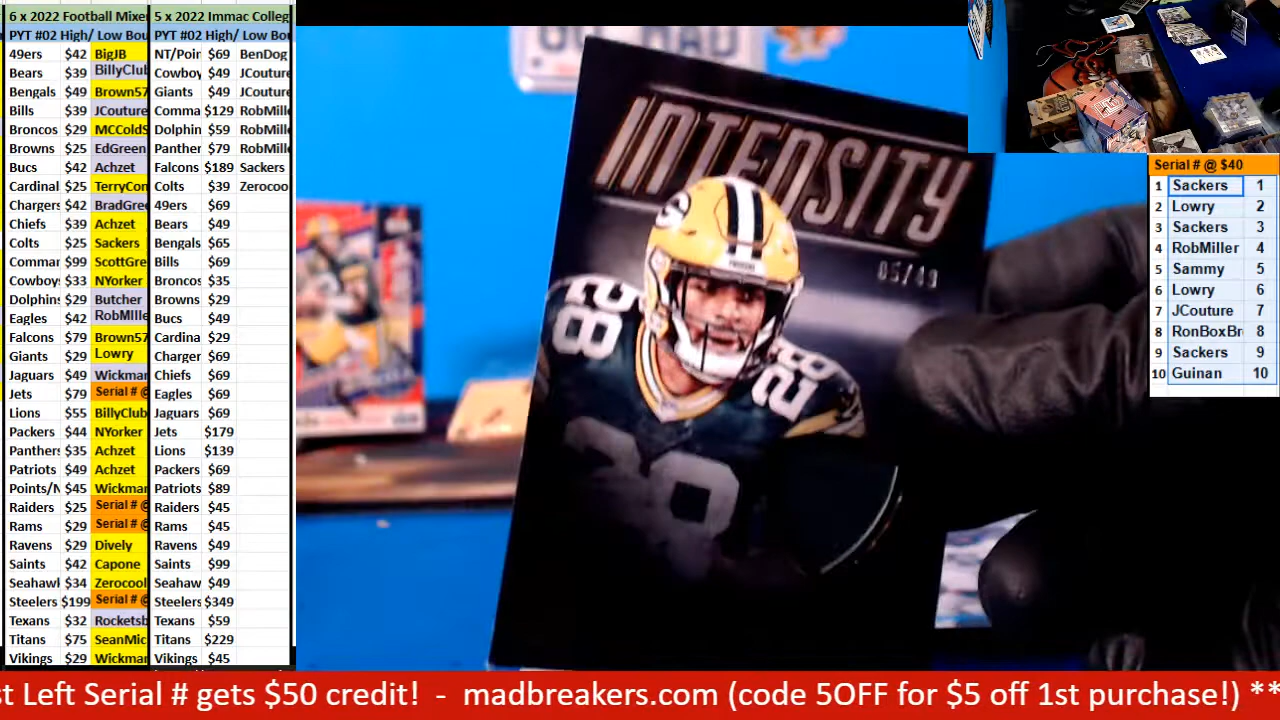 6 x 2022 Football Mixer
PYT #02 High/ Low Bou
49ers $42 BigJB
Bears $39 BillyClub
Bengals $49 Brown57
Bills $39 JCouture
Broncos $29 MCColdS
Browns $25 EdGreen
Bucs $42 Achzet
Cardinal $25 TerryCon
Chargers $42 BradGree
Chiefs $39 Achzet
Colts $25 Sackers
Comman $99 ScottGre
Cowboys $33 NYorker
Dolphins $29 Butcher
Eagles $42 RobMIlle
Falcons $79 Brown57
Giants $29 Lowry
Jaguars $49 Wickman
Jets $79 Serial # @
Lions $55 BillyClub
Packers $44 NYorker
Panthers $35 Achzet
Patriots $49 Achzet
Points/N $45 Wickman
Raiders $25 Serial # @
Rams $29 Serial # @
Ravens $29 Dively
Saints $42 Capone
Seahawk $34 Zerocool
Steelers $199 Serial # @
Texans $32 Rocketsb
Titans $75 SeanMic
Vikings $29 Wickman
5 x 2022 Immac Colleg
PYT #02 High/ Low Bou
NT/Poin $69 BenDog
Cowboy $49 JCouture
Giants $49 JCouture
Comma $129 RobMille
Dolphin $59 RobMille
Panther $79 RobMille
Falcons $189 Sackers
Colts $39 Zerocoo
49ers $69
Bears $49
Bengals $65
Bills $69
Broncos $35
Browns $29
Bucs $49
Cardina $29
Charger $69
Chiefs $69
Eagles $69
Jaguars $69
Jets $179
Lions $139
Packers $69
Patriots $89
Raiders $45
Rams $45
Ravens $49
Saints $99
Seahaw $49
Steelers $349
Texans $59
Titans $229
Vikings $45
INTENSITY
05/49
28
28
28
Serial # @ $40
1 Sackers 1
2 Lowry 2
3 Sackers 3
4 RobMiller 4
5 Sammy 5
6 Lowry 6
7 JCouture 7
8 RonBoxBr 8
9 Sackers 9
10 Guinan 10
st Left Serial # gets $50 credit! - madbreakers.com (code 5OFF for $5 off 1st purchase!) **